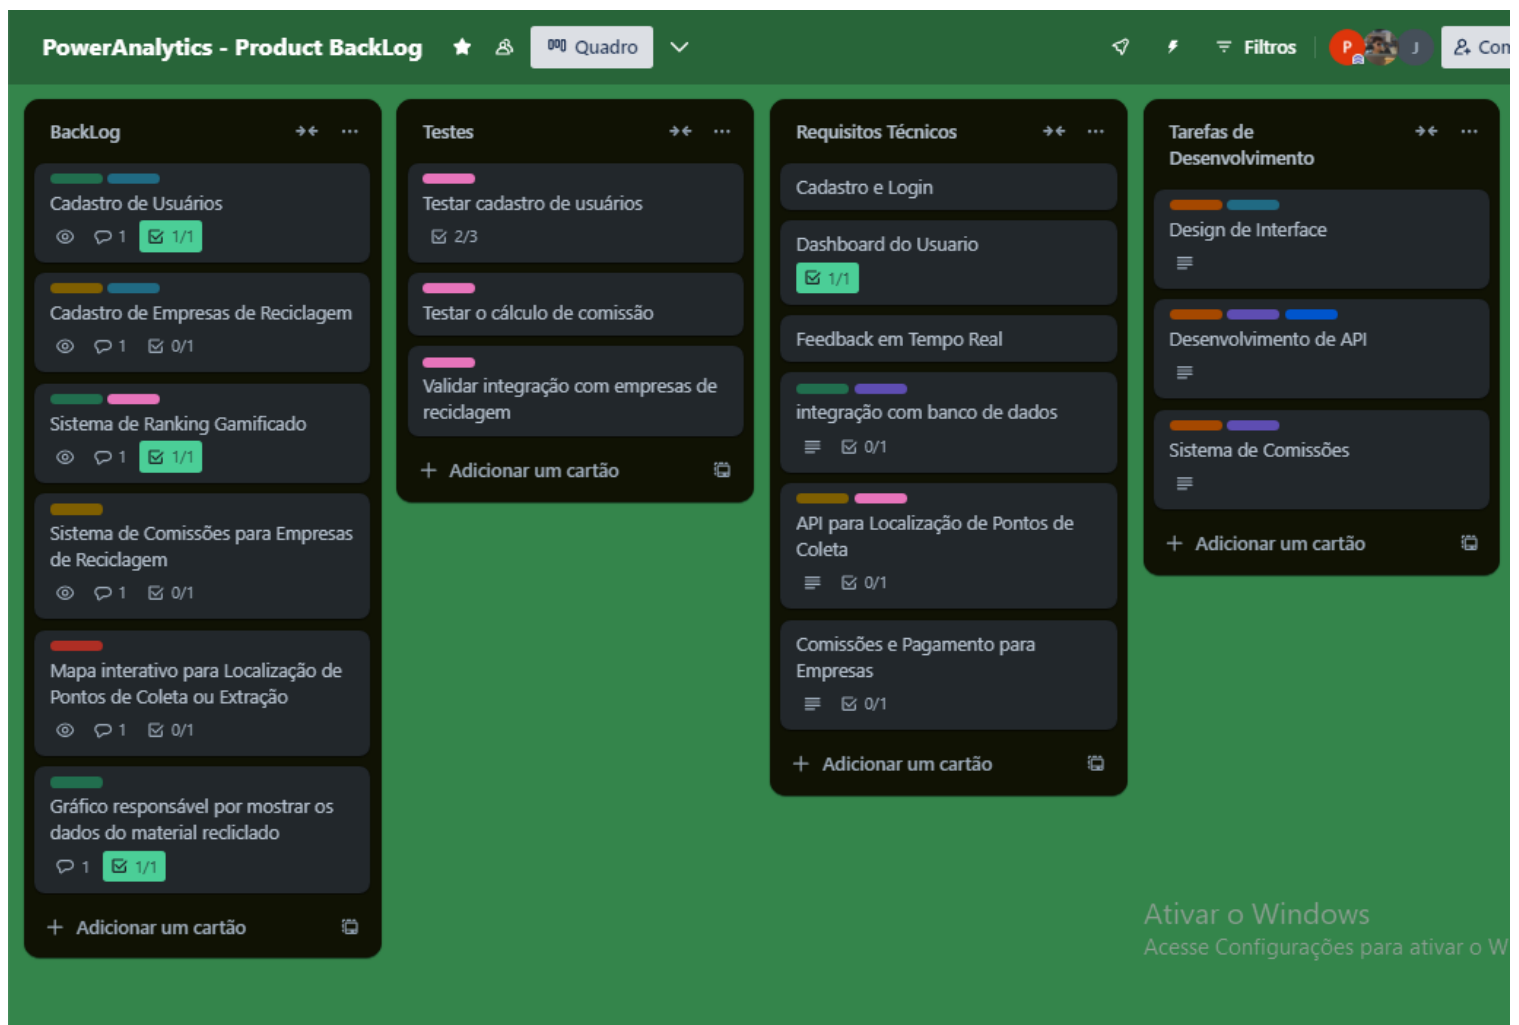 PowerAnalytics - Product BackLog
Quadro
Filtros
P
J
BackLog
Cadastro de Usuários
1
1/1
Cadastro de Empresas de Reciclagem
1
0/1
Sistema de Ranking Gamificado
1
1/1
Sistema de Comissões para Empresas
de Reciclagem
1
0/1
Mapa interativo para Localização de
Pontos de Coleta ou Extração
1
0/1
Gráfico responsável por mostrar os
dados do material recliclado
1
1/1
Adicionar um cartão
Testes
Testar cadastro de usuários
2/3
Testar o cálculo de comissão
Validar integração com empresas de
reciclagem
Adicionar um cartão
Requisitos Técnicos
Cadastro e Login
Dashboard do Usuario
1/1
Feedback em Tempo Real
integração com banco de dados
0/1
API para Localização de Pontos de
Coleta
0/1
Comissões e Pagamento para
Empresas
0/1
Adicionar um cartão
Tarefas de
Desenvolvimento
Design de Interface
Desenvolvimento de API
Sistema de Comissões
Adicionar um cartão
Ativar o Windows
Acesse Configurações para ativar o W